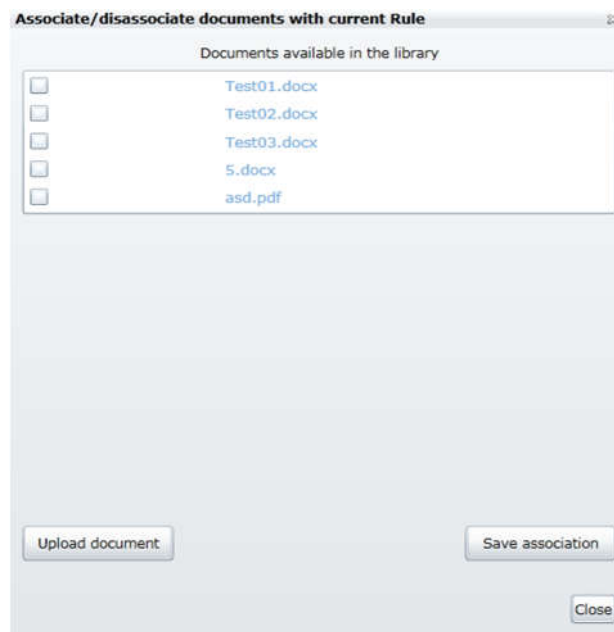 Associate/disassociate documents with current Rule
Documents available in the library
Test01.docx
Test02.docx
Test03.docx
5.docx
asd.pdf
Upload document
Save association
Close